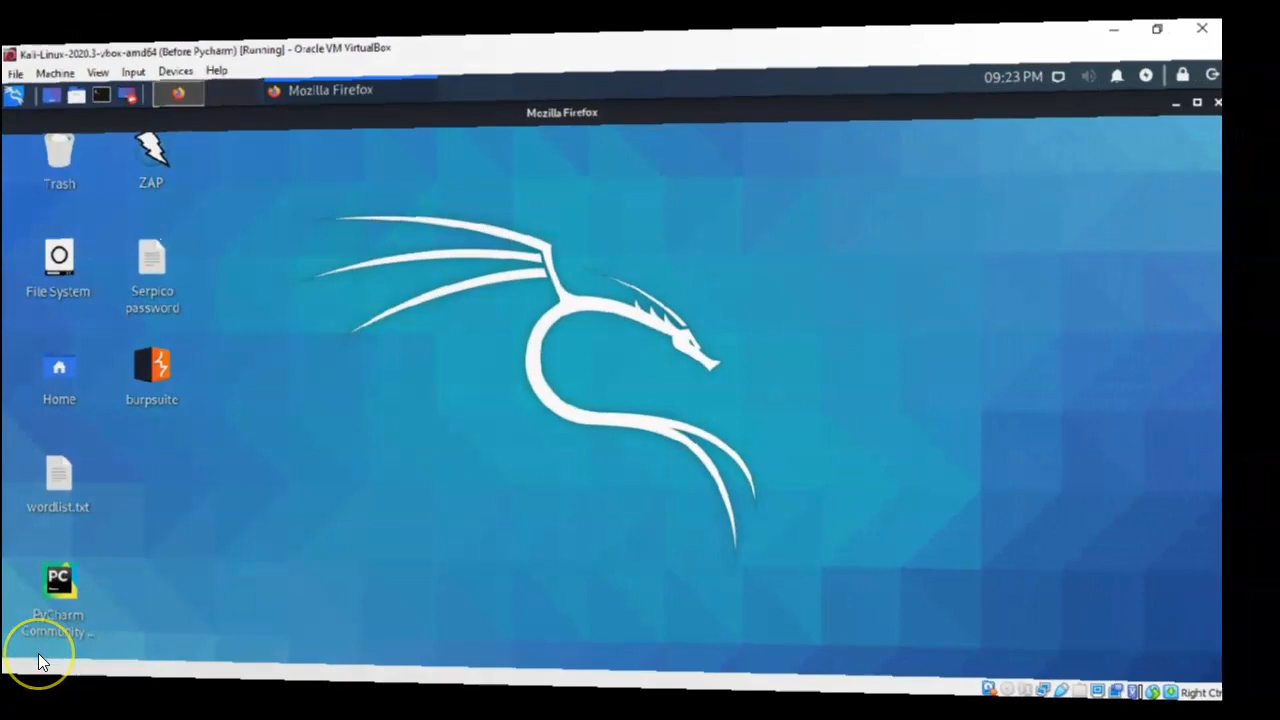 Kali-Linux-2020.3-vbox-amd64 (Before Pycharm) [Running] - Oracle VM VirtualBox
File Machine View Input Devices Help
Mozilla Firefox
09:23 PM
Mozilla Firefox
Trash
ZAP
File System
Serpico
password
Home
burpsuite
wordlist.txt
PC
PyCharm
Community...
Right Ctr